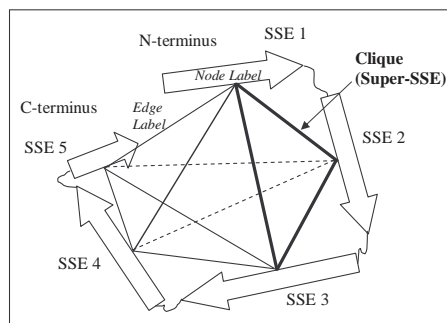 N-terminus
SSE 1
Node Label
Clique
(Super-SSE)
C-terminus
Edge
Label
SSE 2
SSE 5
SSE 4
SSE 3